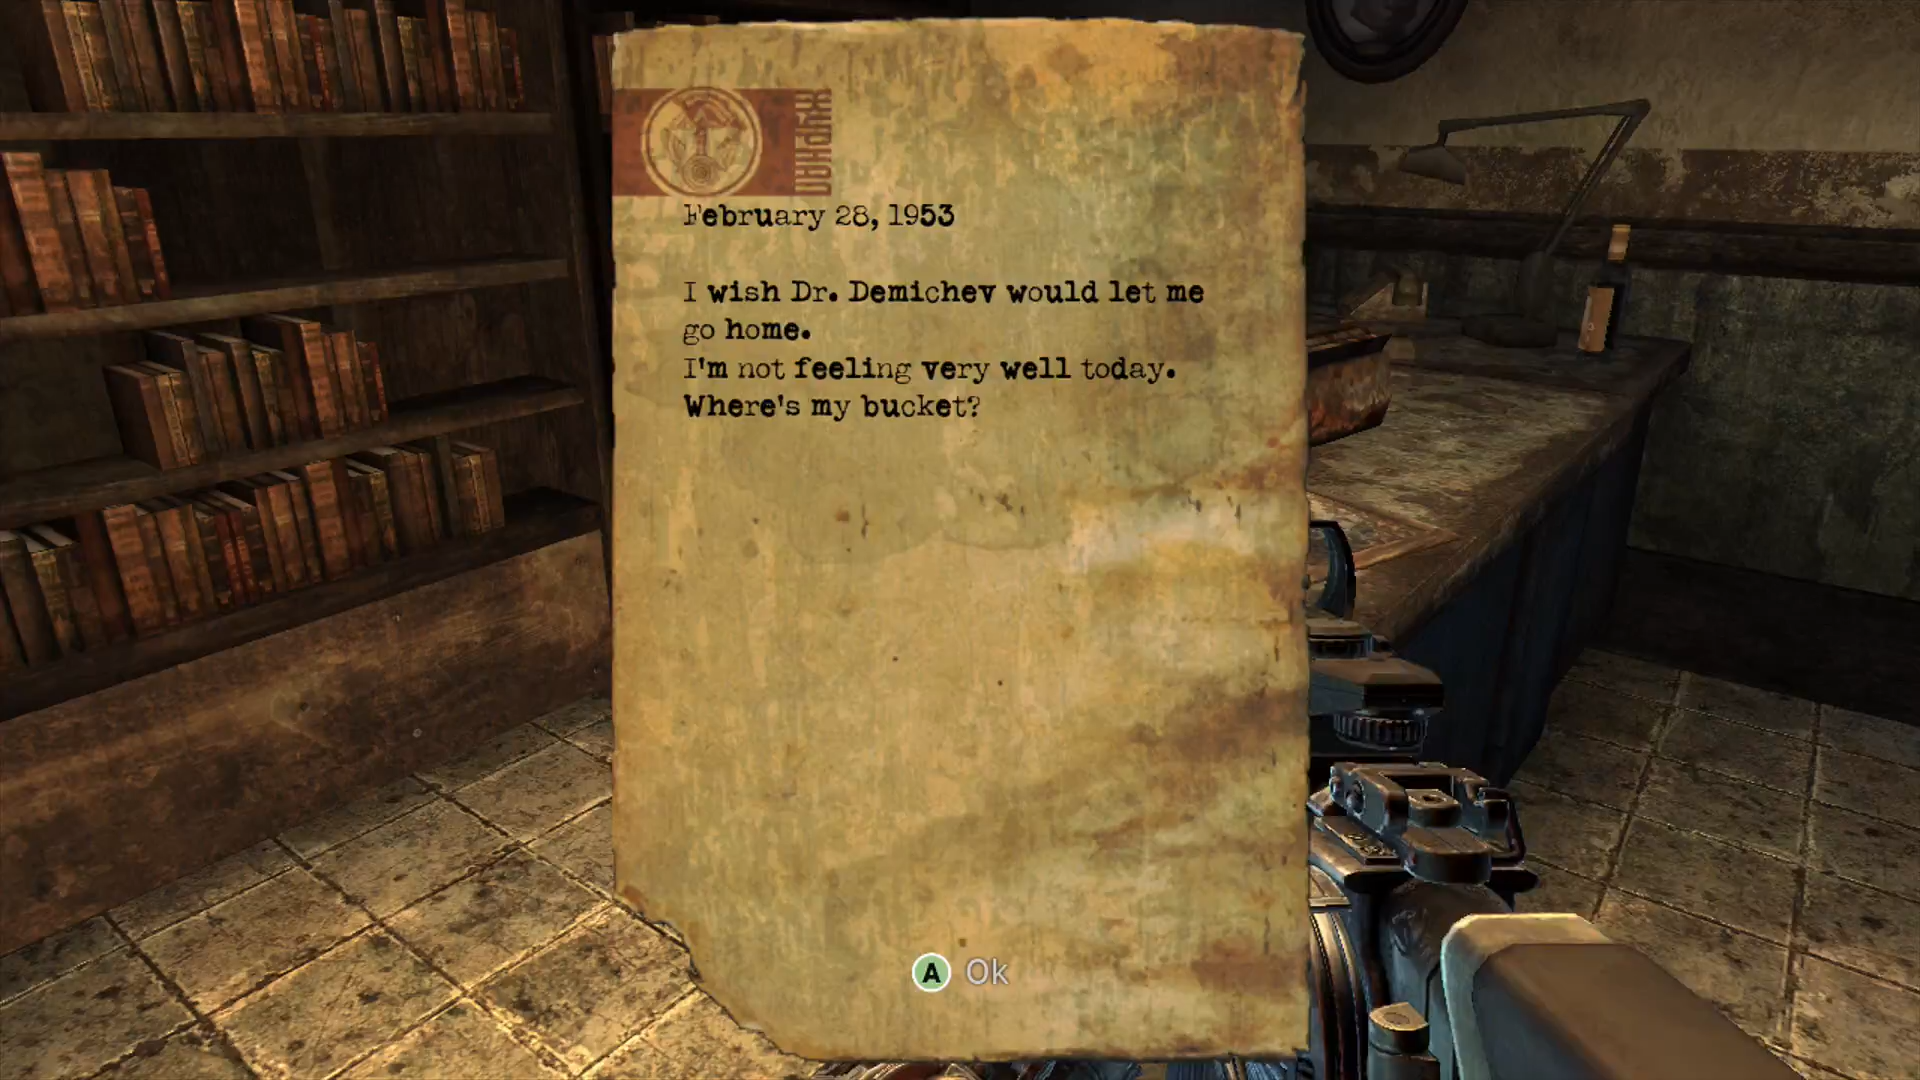 ЖУРНАЛ
February 28, 1953
I wish Dr. Demichev would let me
go home.
I'm not feeling very well today.
Where's my bucket?
A Ok